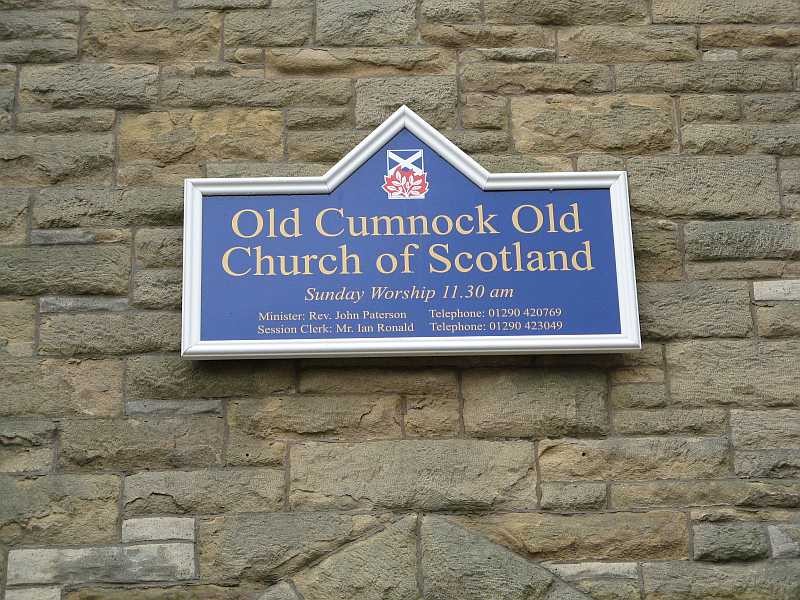 Old Cumnock Old
Church of Scotland
Sunday Worship 11.30 am
Minister: Rev. John Paterson Telephone: 01290 420769
Session Clerk: Mr. Ian Ronald Telephone: 01290 423049